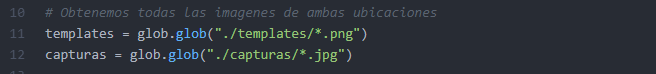 10 # Obtenemos todas las imagenes de ambas ubicaciones
11 templates = glob.glob("./templates/*.png")
12 capturas = glob.glob("./capturas/*.jpg")